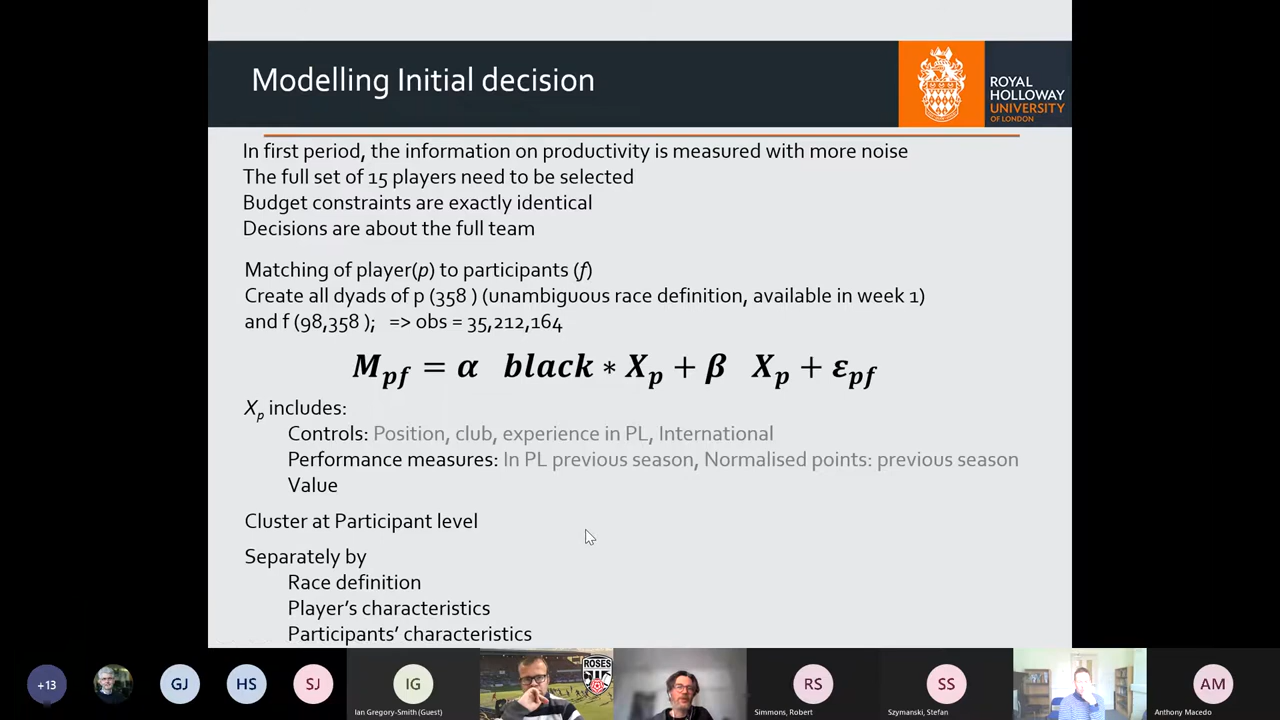 Modelling Initial decision
ROYAL
HOLLOWAY
UNIVERSITY
OF LONDON
In first period, the information on productivity is measured with more noise
The full set of 15 players need to be selected
Budget constraints are exactly identical
Decisions are about the full team
Matching of player(p) to participants (f)
Create all dyads of p (358 ) (unambiguous race definition, available in week 1)
and f (98,358 ); => obs = 35,212,164
M_pf = α black * X_p + β X_p + ε_pf
X_p includes:
Controls: Position, club, experience in PL, International
Performance measures: In PL previous season, Normalised points: previous season
Value
Cluster at Participant level
Separately by
Race definition
Player's characteristics
Participants' characteristics
+13
GJ
HS
SJ
IG
Ian Gregory-Smith (Guest)
ROSES
RS
Simmons, Robert
SS
Szymanski, Stefan
AM
Anthony Macedo